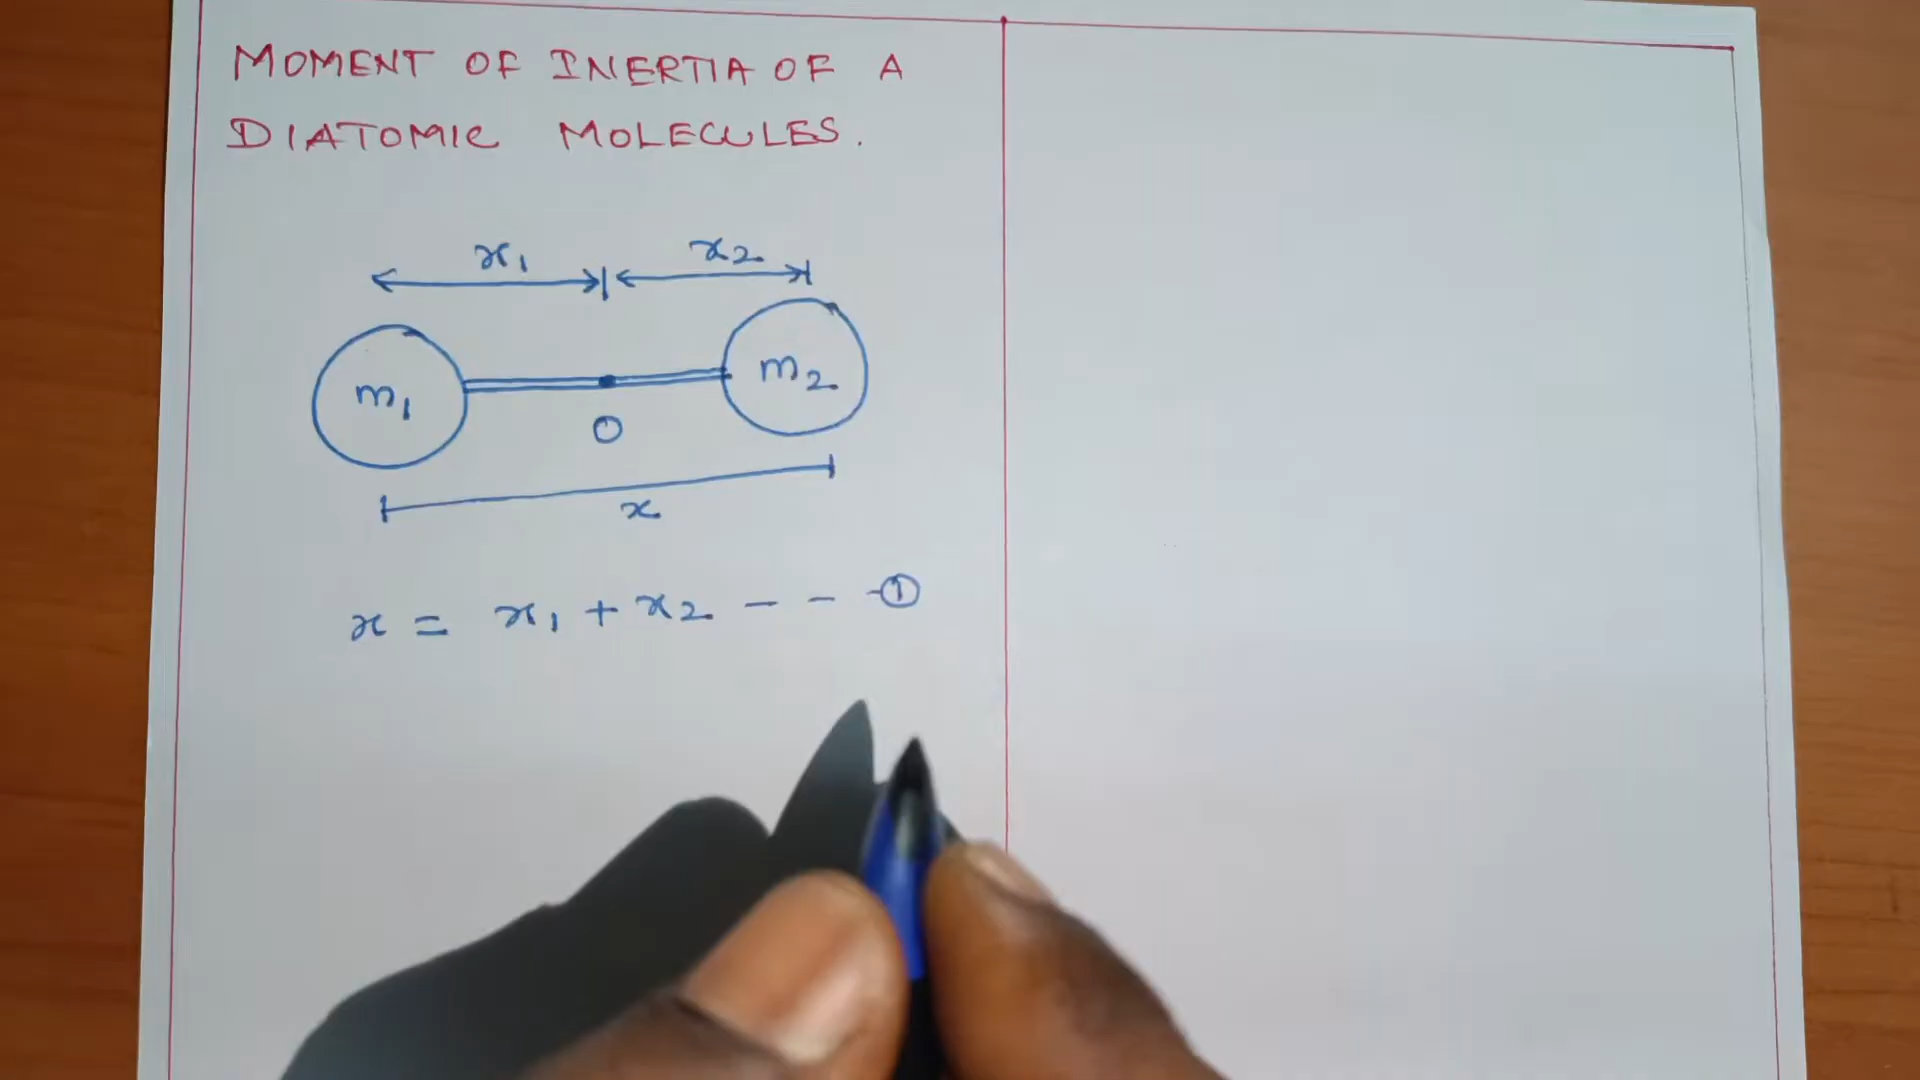 MOMENT OF INERTIA OF A
DIATOMIC MOLECULES.
x1 x2
m1 m2
O
x
x = x1 + x2 - - - ①